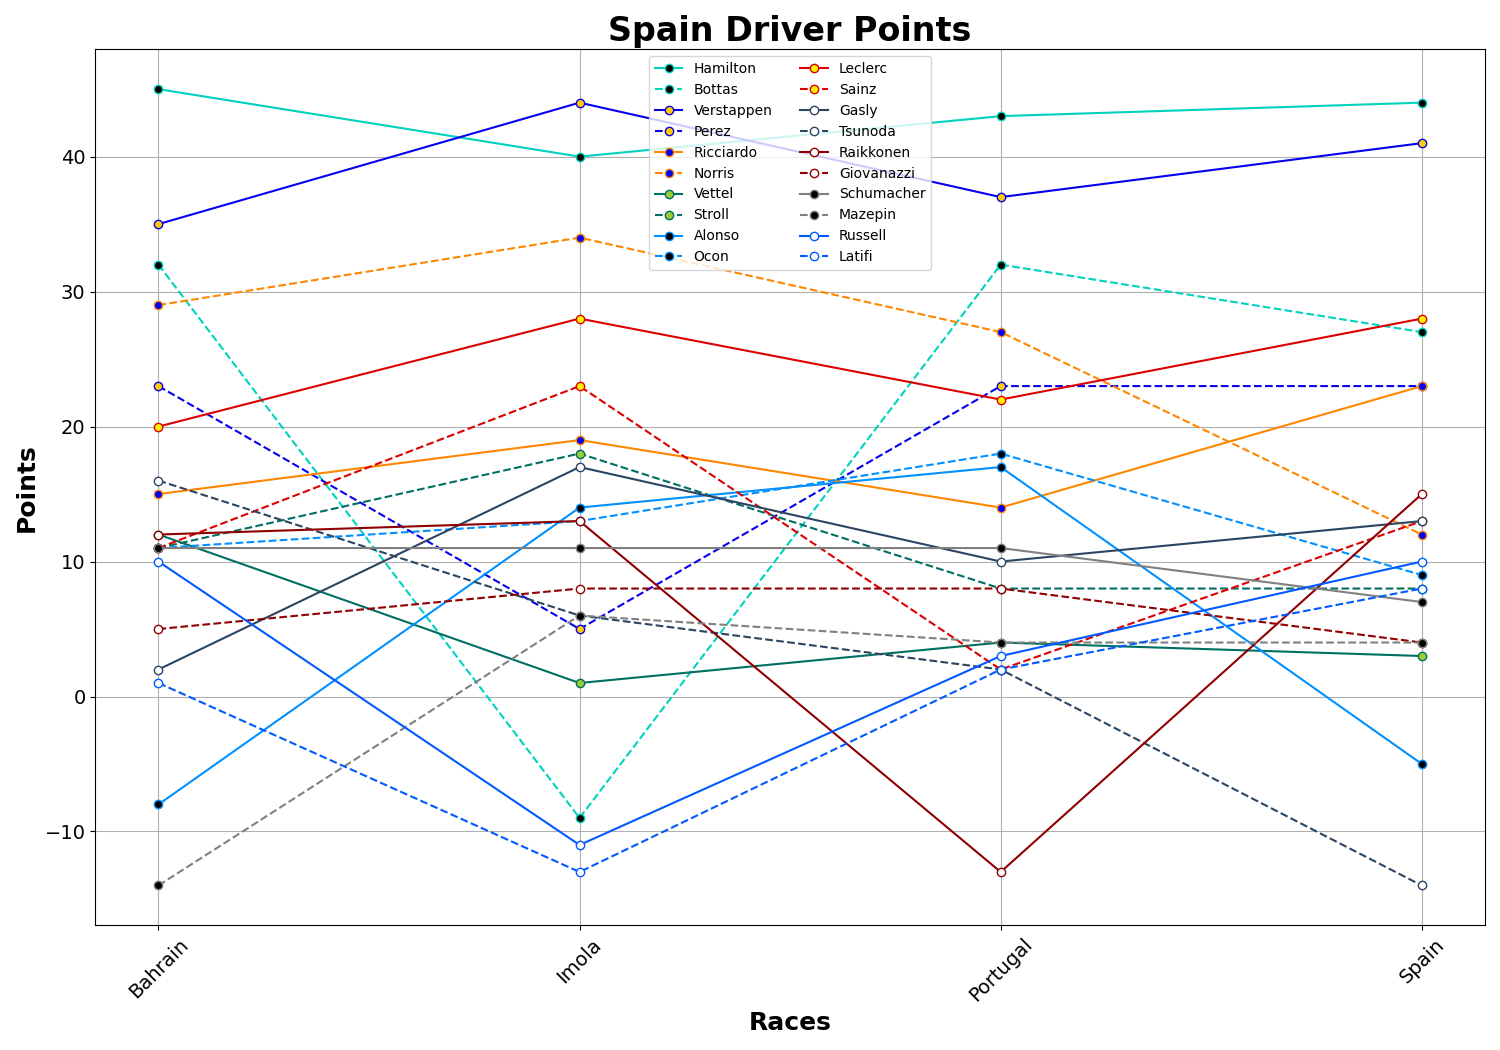 Spain Driver Points
Hamilton
Bottas
Verstappen
Perez
Ricciardo
Norris
Vettel
Stroll
Alonso
Ocon
Leclerc
Sainz
Gasly
Tsunoda
Raikkonen
Giovanazzi
Schumacher
Mazepin
Russell
Latifi
Points
40
30
20
10
0
−10
Bahrain
Imola
Portugal
Spain
Races